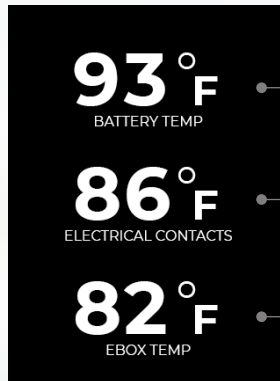 93°F
BATTERY TEMP
86°F
ELECTRICAL CONTACTS
82°F
EBOX TEMP